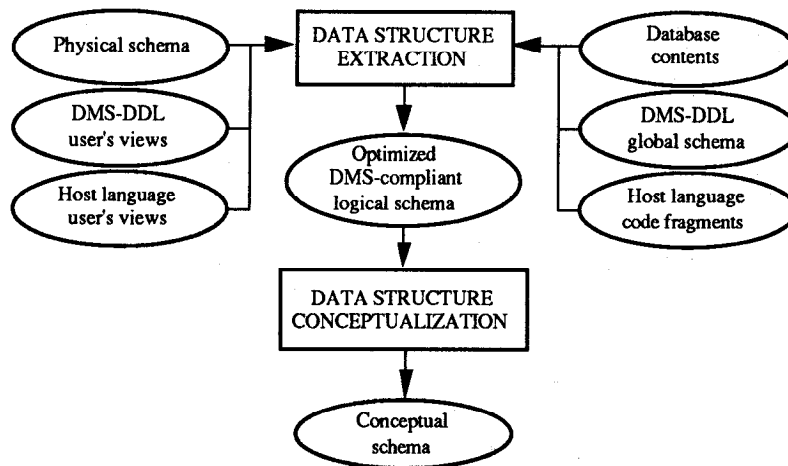 Physical schema
DATA STRUCTURE
EXTRACTION
Database
contents
DMS-DDL
user's views
DMS-DDL
global schema
Optimized
DMS-compliant
logical schema
Host language
user's views
Host language
code fragments
DATA STRUCTURE
CONCEPTUALIZATION
Conceptual
schema